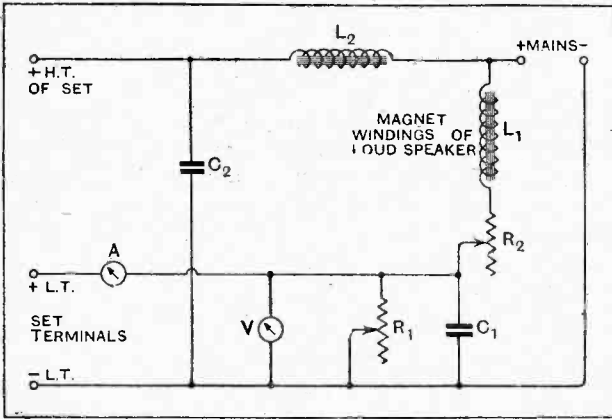 L2
+MAINS-
+ H.T.
OF SET
MAGNET
WINDINGS OF
LOUD SPEAKER
L1
C2
R2
A
+ L.T.
SET
TERMINALS
V
R1
C1
- L.T.